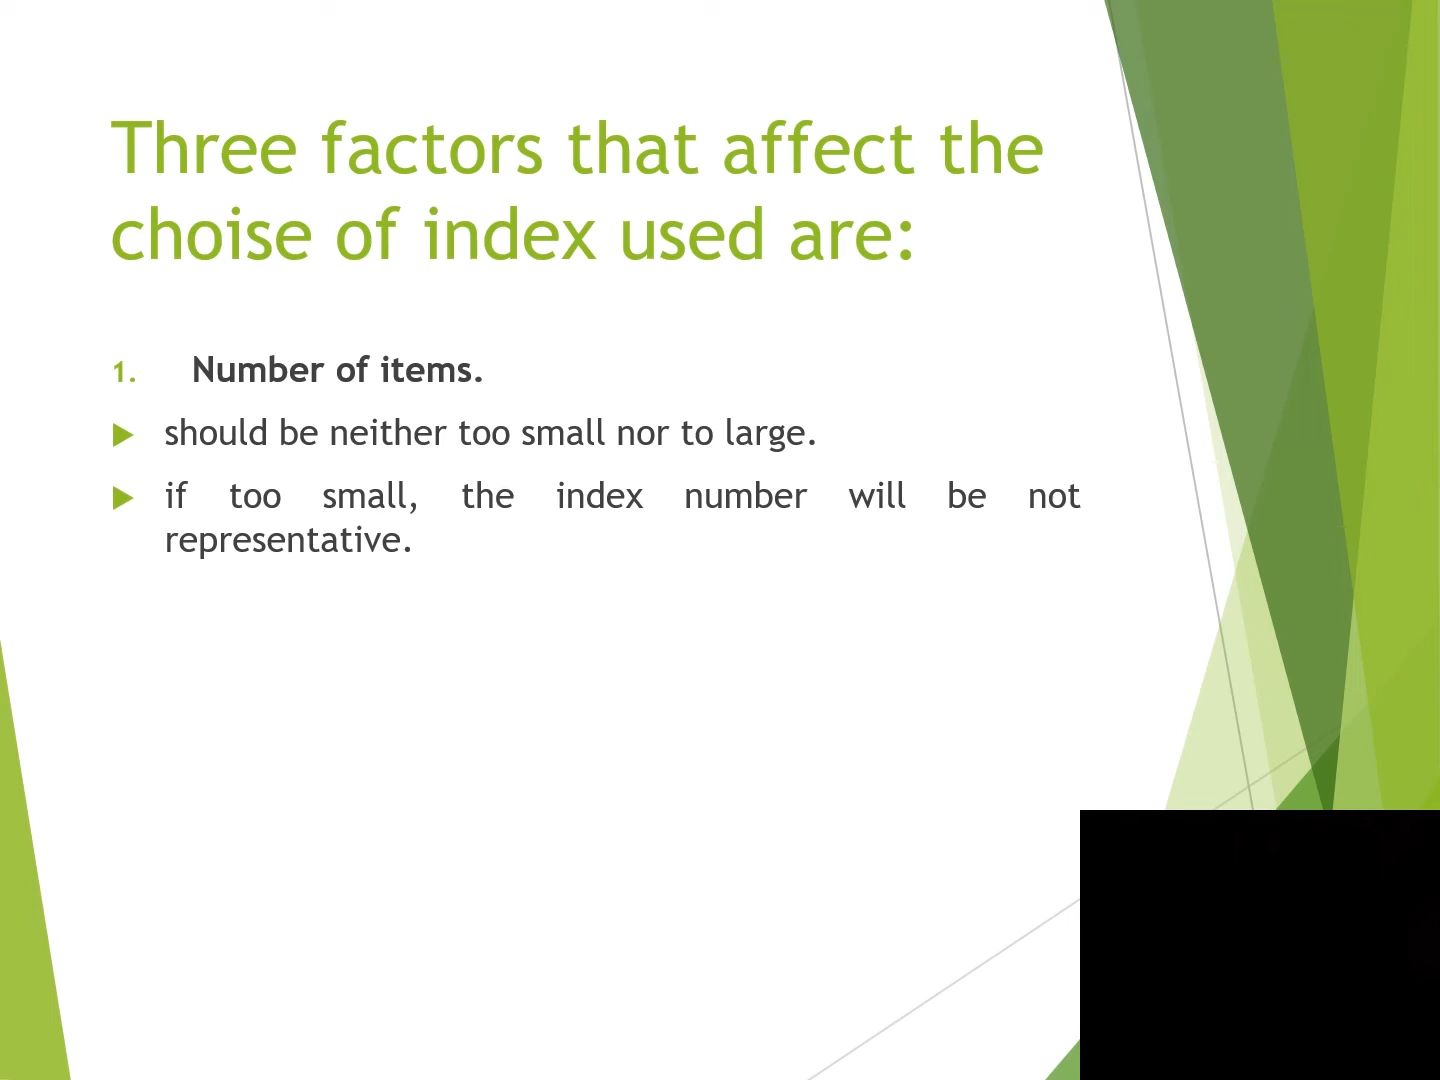 Three factors that affect the
choise of index used are:
1. Number of items.
should be neither too small nor to large.
if too small, the index number will be not
representative.